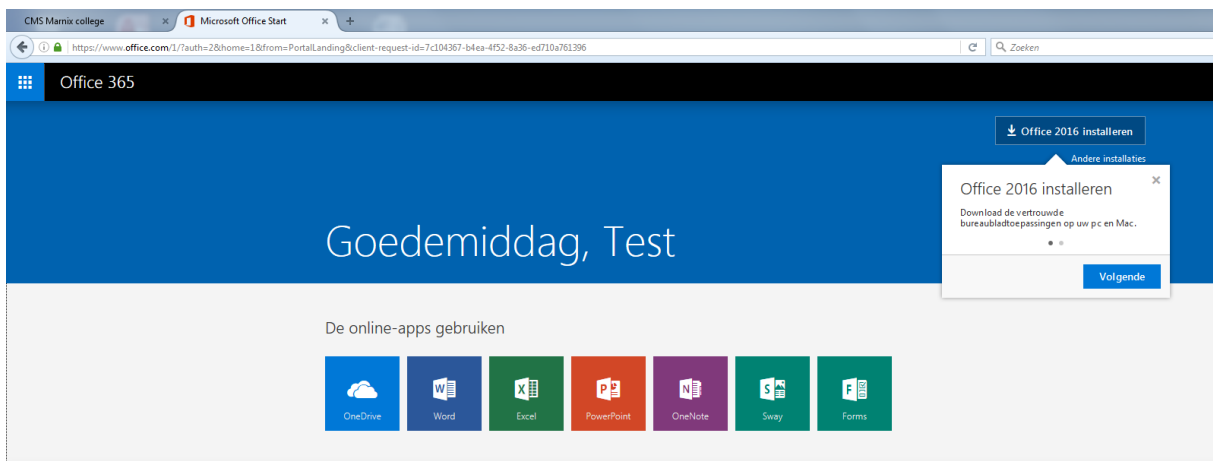 CMS Marnix college
Microsoft Office Start
https://www.office.com/1/?auth=2&home=1&from=PortalLanding&client-request-id=7c104367-b4ea-4f52-8a36-ed710a761396
Zoeken
Office 365
Office 2016 installeren
Andere installaties
Office 2016 installeren
Download de vertrouwde
bureaubladtoepassingen op uw pc en Mac.
Volgende
Goedemiddag, Test
De online-apps gebruiken
OneDrive
Word
Excel
PowerPoint
OneNote
Sway
Forms